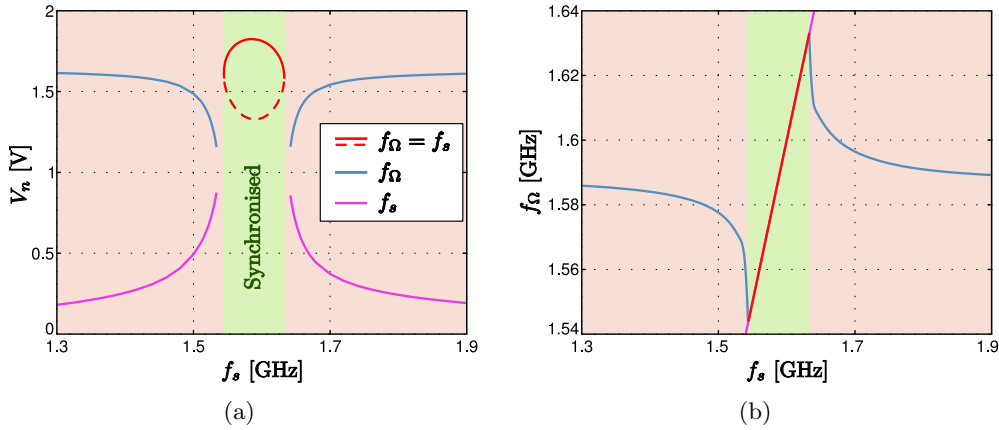 2
1.5
1
0.5
0
V_n [V]
1.3
1.5
1.7
1.9
f_s [GHz]
Synchronised
f_Ω = f_s
f_Ω
f_s
(a)
1.64
1.62
1.6
1.58
1.56
1.54
f_Ω [GHz]
1.3
1.5
1.7
1.9
f_s [GHz]
(b)